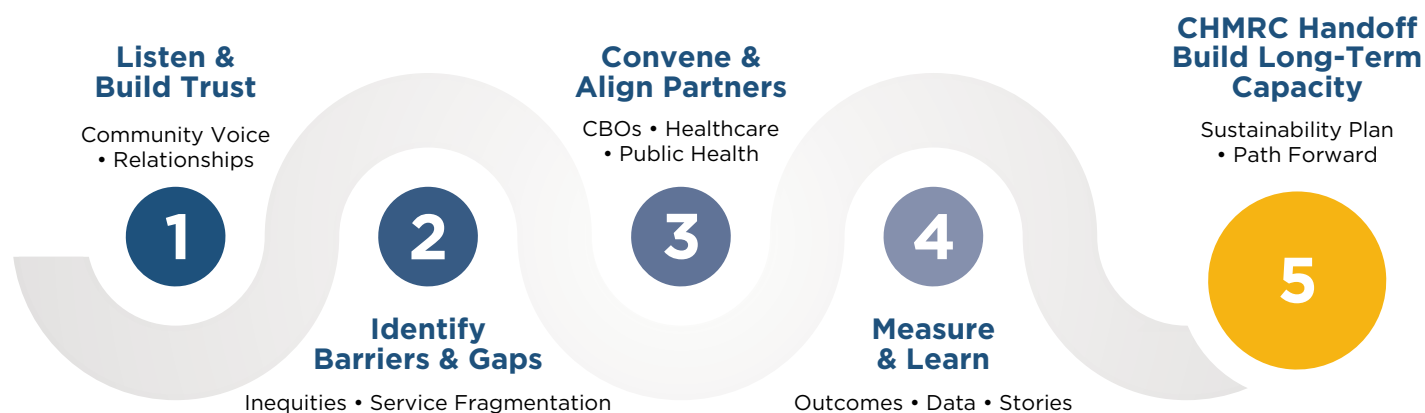 Listen &
Build Trust
Community Voice
• Relationships
1
2
Identify
Barriers & Gaps
Inequities • Service Fragmentation
Convene &
Align Partners
CBOs • Healthcare
• Public Health
3
4
Measure
& Learn
Outcomes • Data • Stories
CHMRC Handoff
Build Long-Term
Capacity
Sustainability Plan
• Path Forward
5